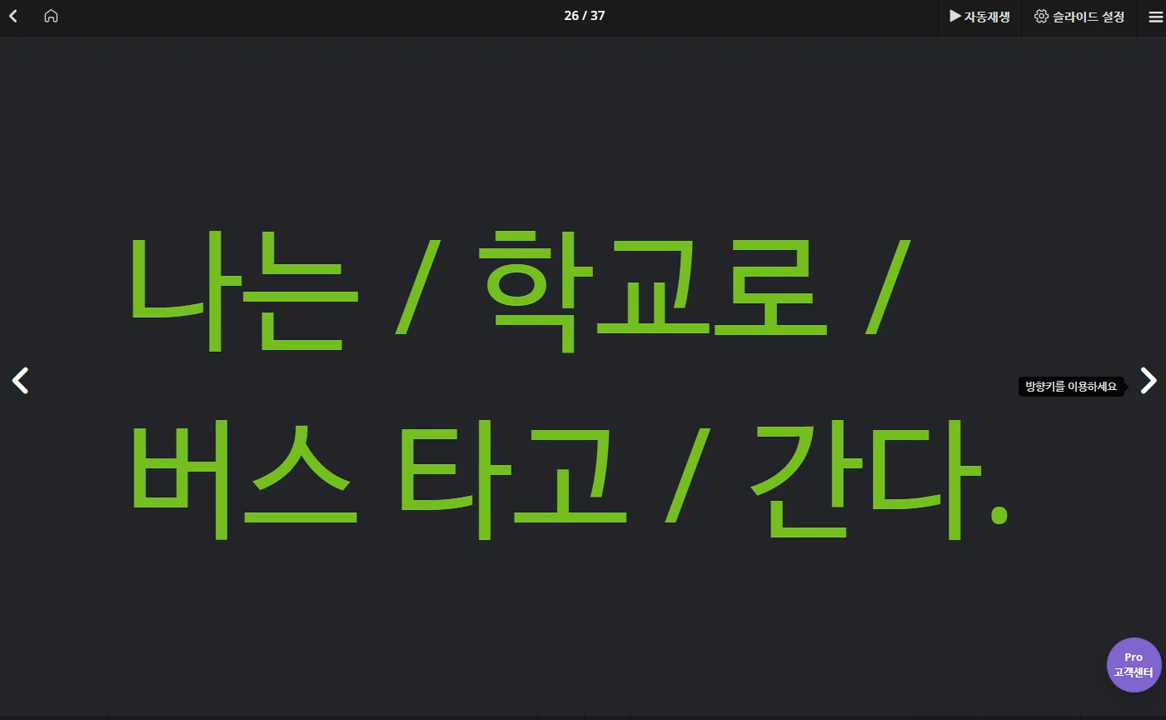 26 / 37
자동재생
슬라이드 설정
나는 / 학교로 /
버스 타고 / 간다.
방향키를 이용하세요
Pro
고객센터